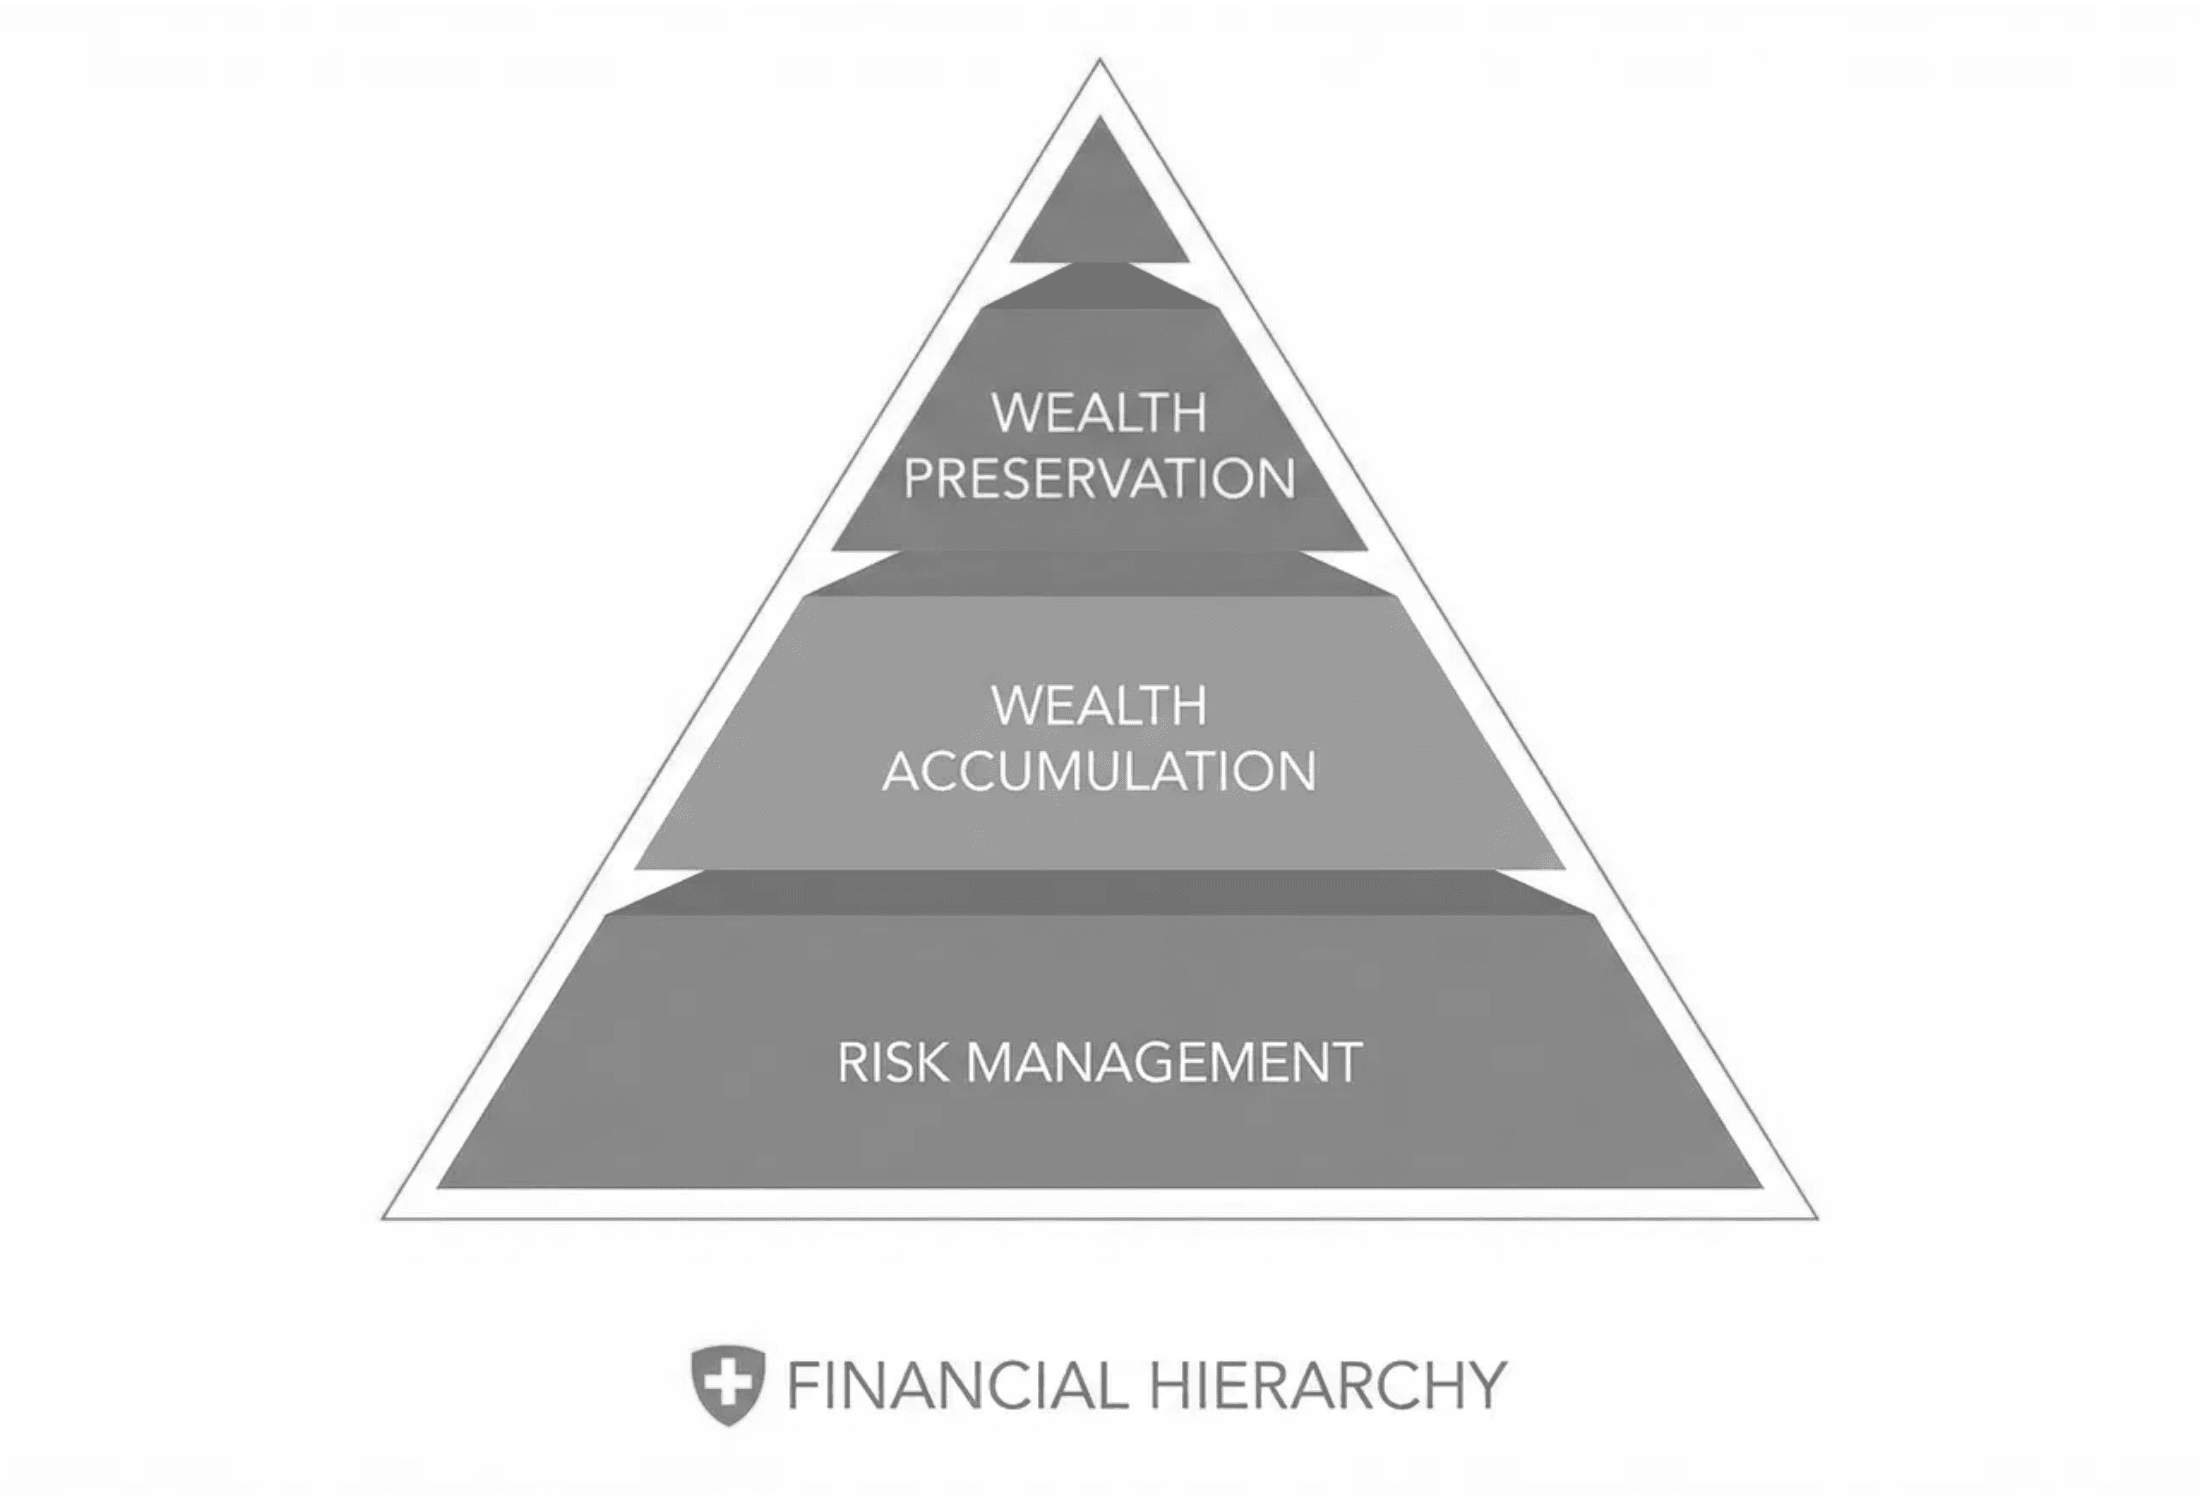 WEALTH
PRESERVATION
WEALTH
ACCUMULATION
RISK MANAGEMENT
FINANCIAL HIERARCHY